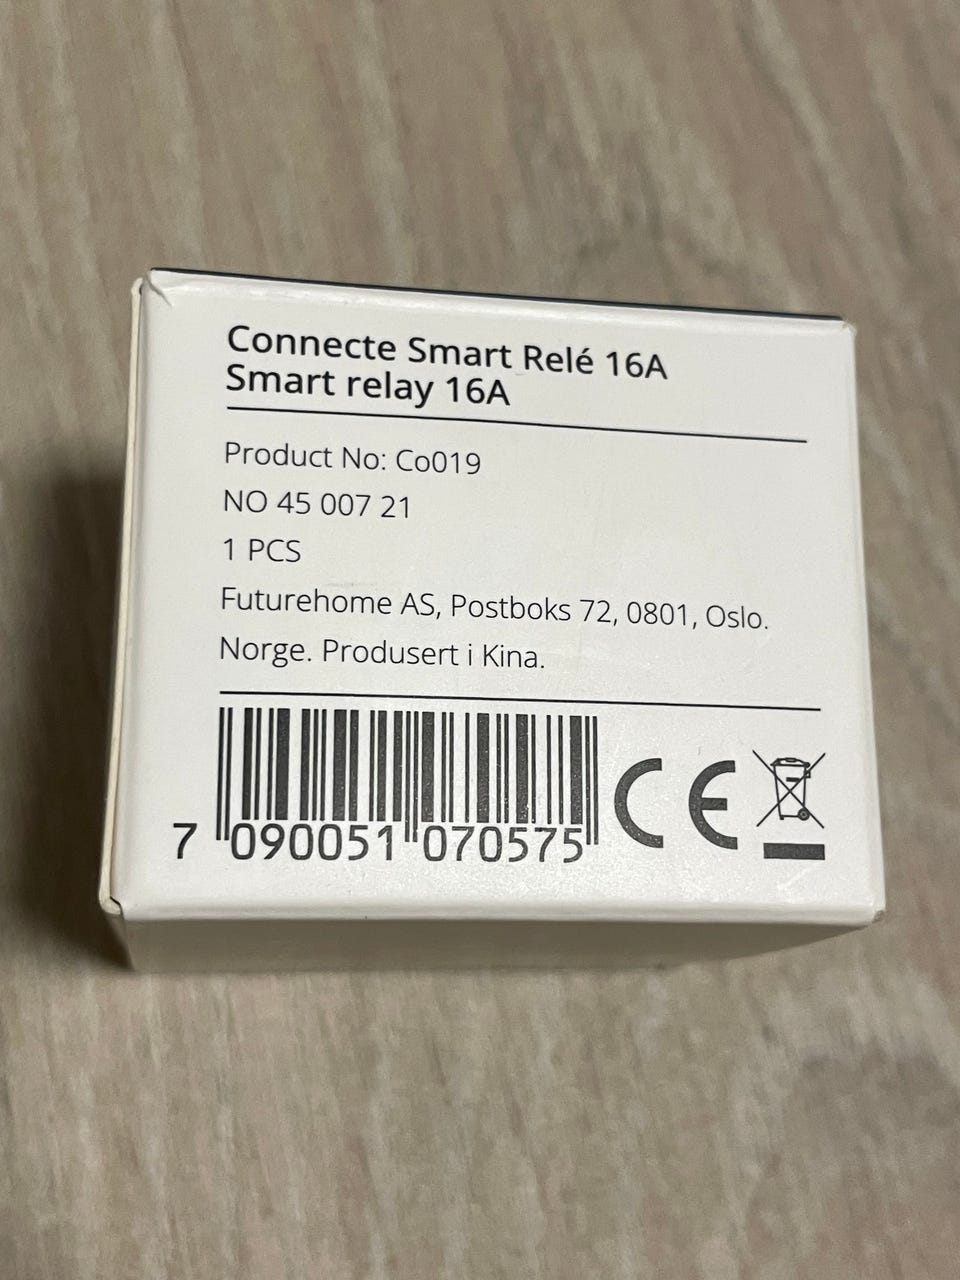 Connecte Smart Relé 16A
Smart relay 16A
Product No: Co019
NO 45 007 21
1 PCS
Futurehome AS, Postboks 72, 0801, Oslo.
Norge. Produsert i Kina.
7 090051 070575 CE